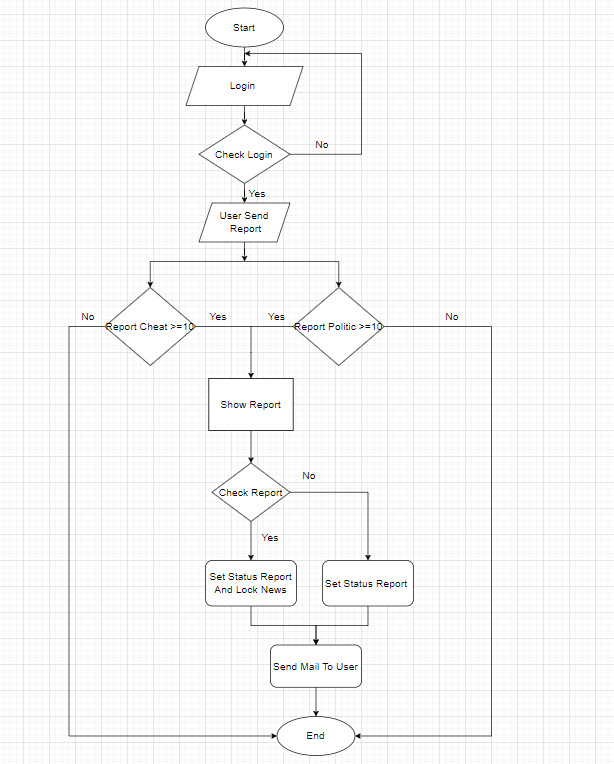 Start
Login
Check Login
No
Yes
User Send
Report
No
Report Cheat >=10
Yes
Yes
Report Politic >=10
No
Show Report
No
Check Report
Yes
Set Status Report
And Lock News
Set Status Report
Send Mail To User
End